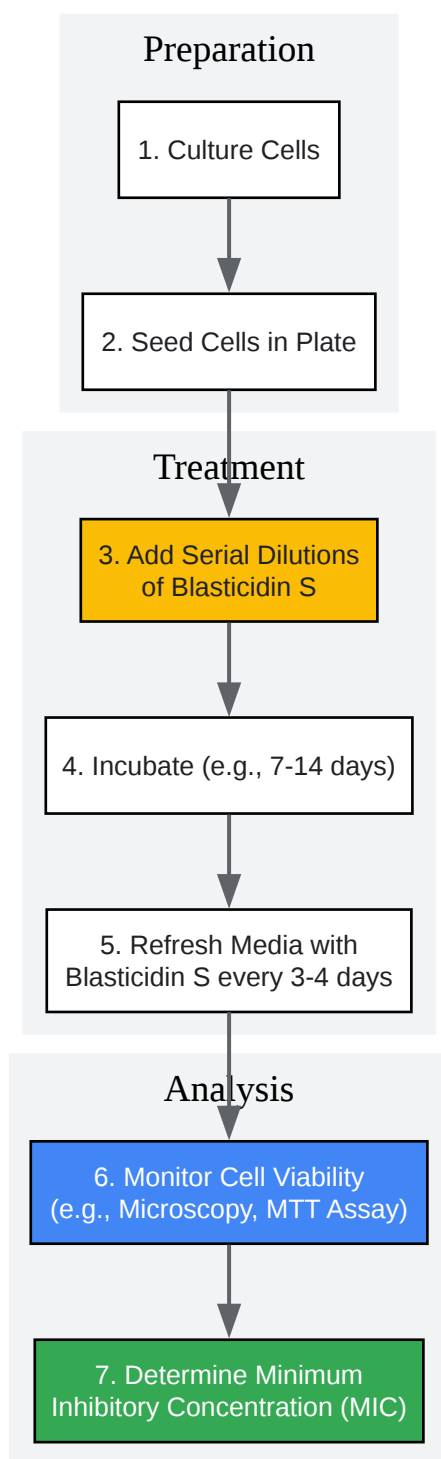 Preparation
1. Culture Cells
2. Seed Cells in Plate
Treatment
3. Add Serial Dilutions
of Blasticidin S
4. Incubate (e.g., 7-14 days)
5. Refresh Media with
Blasticidin S every 3-4 days
Analysis
6. Monitor Cell Viability
(e.g., Microscopy, MTT Assay)
7. Determine Minimum
Inhibitory Concentration (MIC)